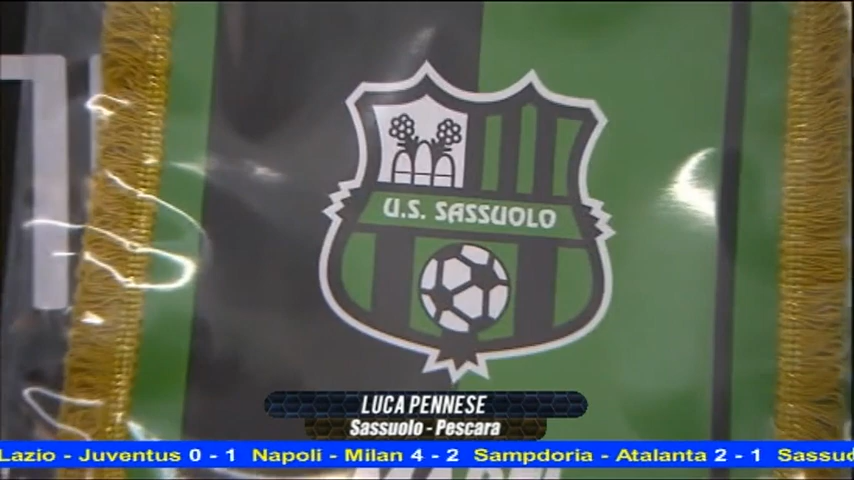 U.S. SASSUOLO
LUCA PENNESE
Sassuolo - Pescara
Lazio - Juventus 0 - 1 Napoli - Milan 4 - 2 Sampdoria - Atalanta 2 - 1